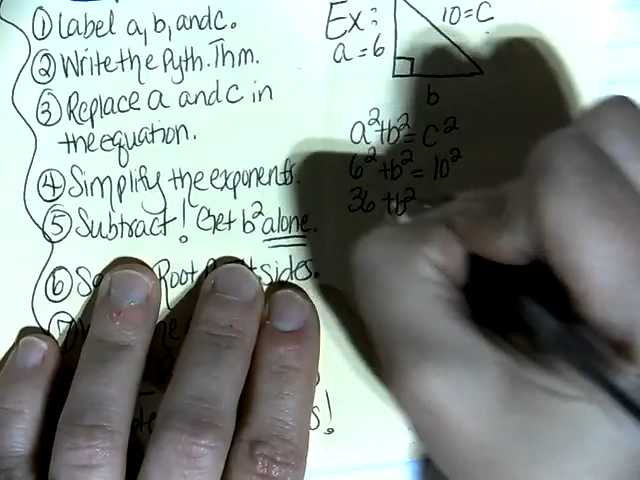 ① Label a, b, and c.
② Write the Pyth. Thm.
③ Replace a and c in
the equation.
④ Simplify the exponents.
⑤ Subtract! Get b² alone.
⑥ Root sides.
⑦
s!
Ex:
a = 6
10 = c
b
a² + b² = c²
6² + b² = 10²
36 + b²